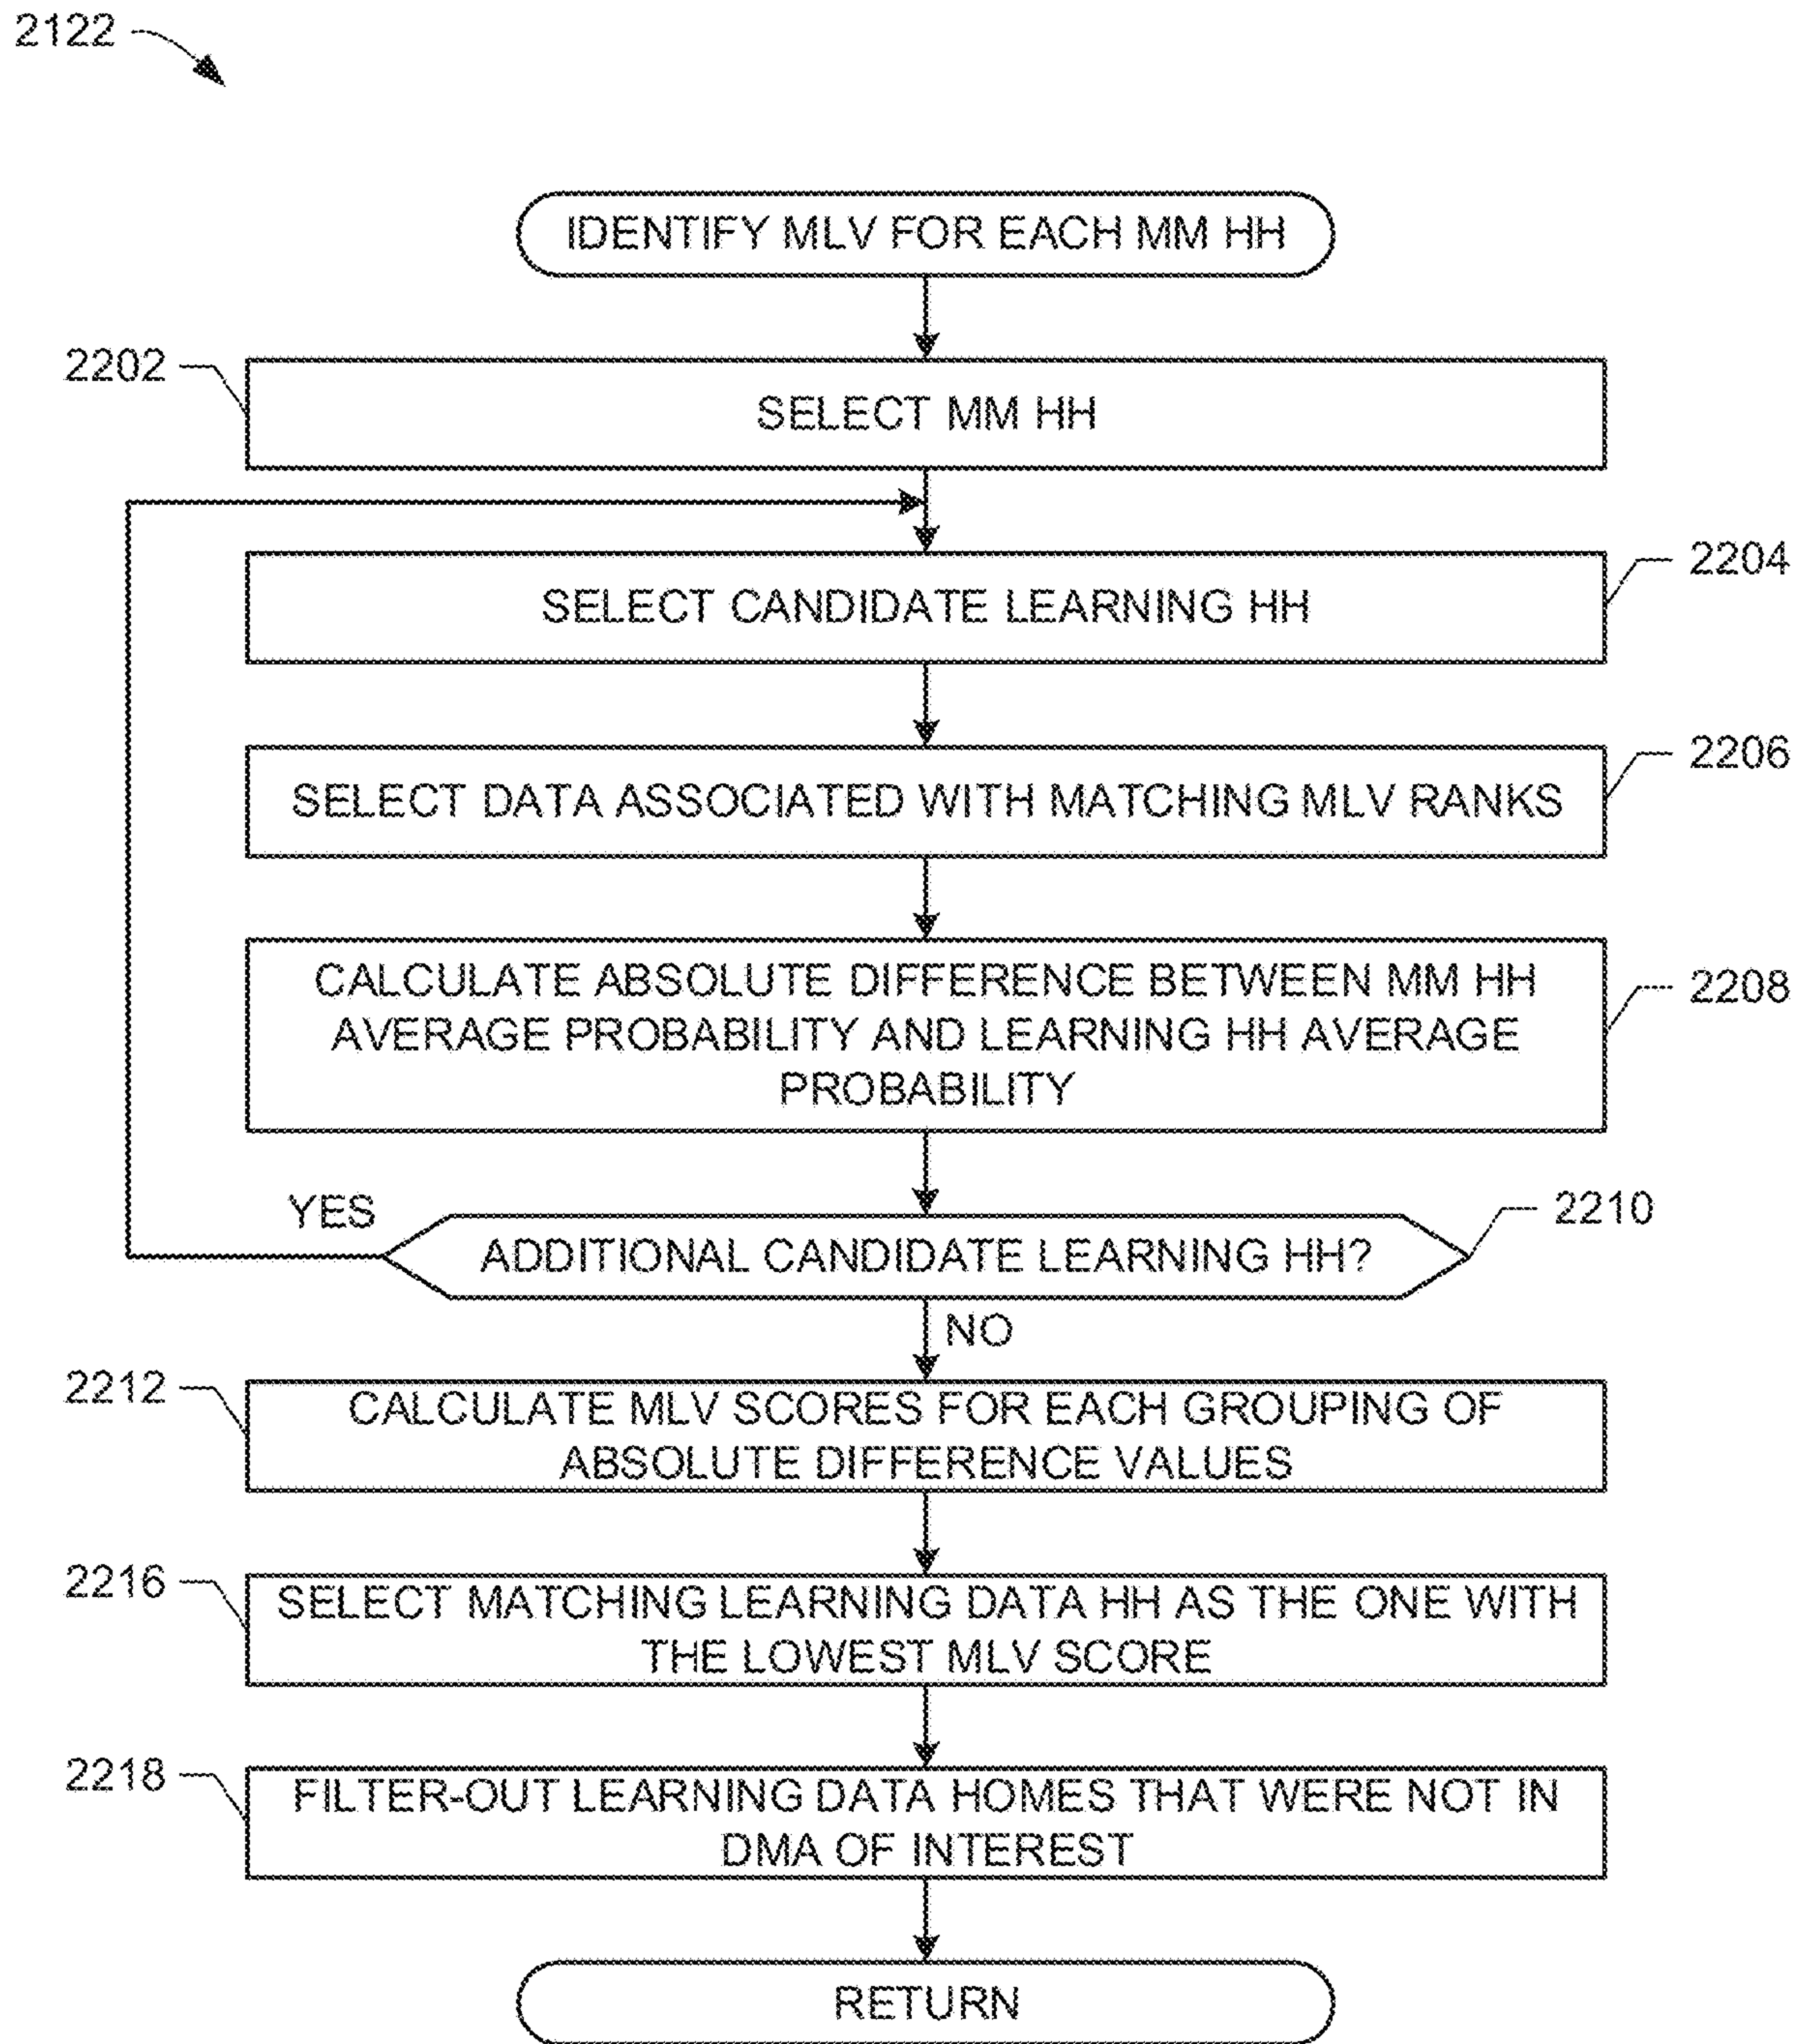 2122
IDENTIFY MLV FOR EACH MM HH
2202
SELECT MM HH
2204
SELECT CANDIDATE LEARNING HH
2206
SELECT DATA ASSOCIATED WITH MATCHING MLV RANKS
2208
CALCULATE ABSOLUTE DIFFERENCE BETWEEN MM HH
AVERAGE PROBABILITY AND LEARNING HH AVERAGE
PROBABILITY
YES
2210
ADDITIONAL CANDIDATE LEARNING HH?
NO
2212
CALCULATE MLV SCORES FOR EACH GROUPING OF
ABSOLUTE DIFFERENCE VALUES
2216
SELECT MATCHING LEARNING DATA HH AS THE ONE WITH
THE LOWEST MLV SCORE
2218
FILTER-OUT LEARNING DATA HOMES THAT WERE NOT IN
DMA OF INTEREST
RETURN